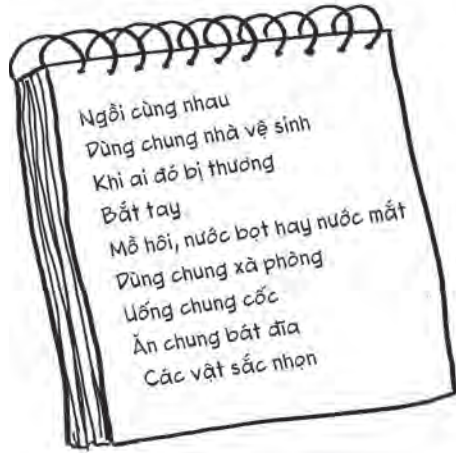 Ngồi cùng nhau
Dùng chung nhà vệ sinh
Khi ai đó bị thương
Bắt tay
Mồ hôi, nước bọt hay nước mắt
Dùng chung xà phòng
Uống chung cốc
Ăn chung bát đĩa
Các vật sắc nhọn